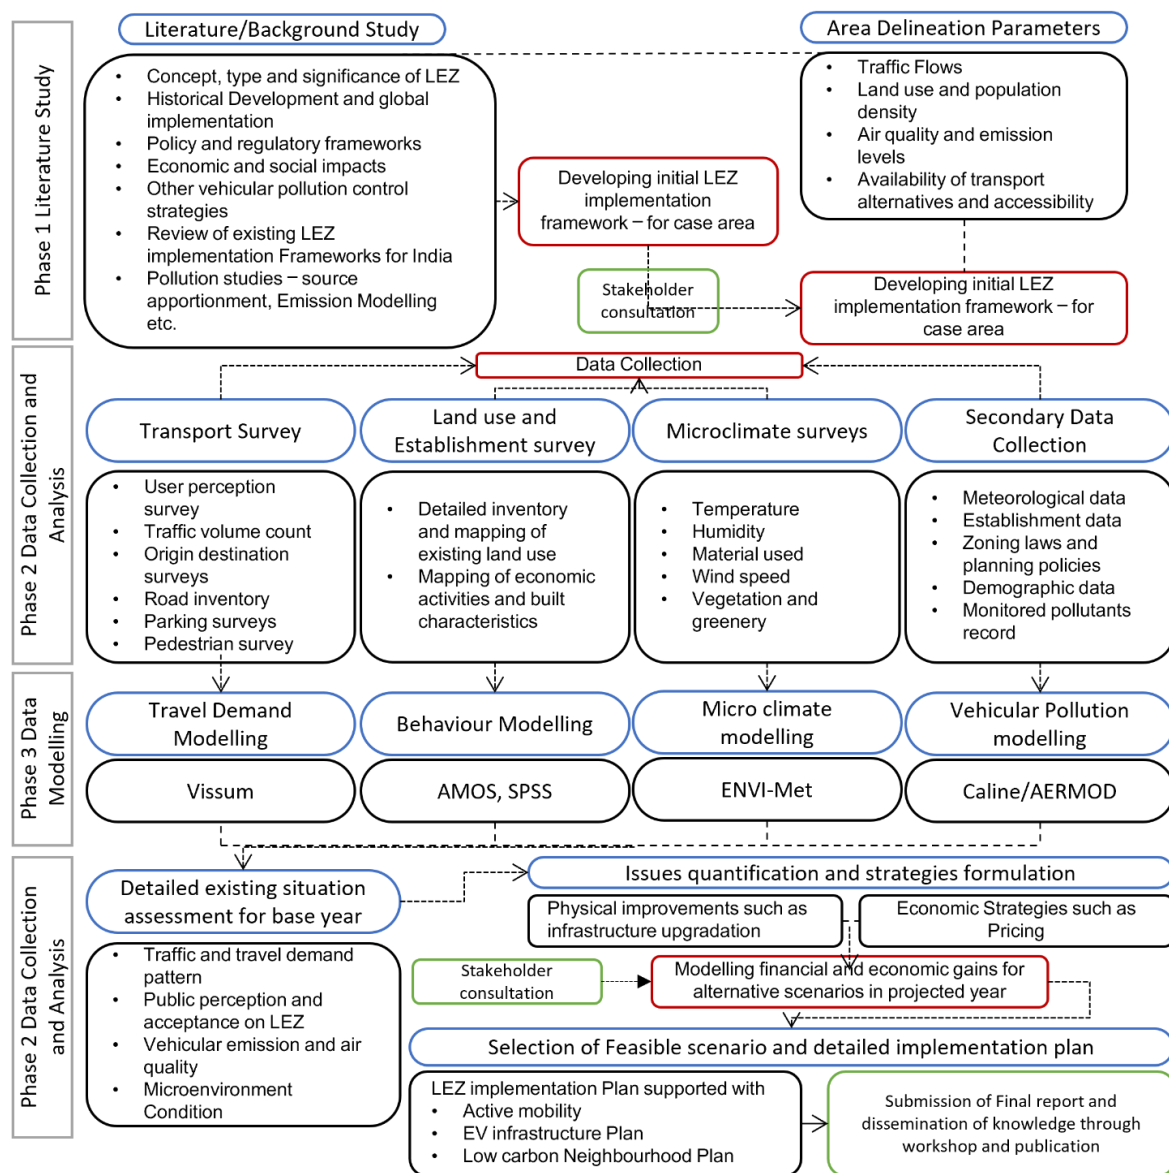 Phase 1 Literature Study
Literature/Background Study
• Concept, type and significance of LEZ
• Historical Development and global
implementation
• Policy and regulatory frameworks
• Economic and social impacts
• Other vehicular pollution control
strategies
• Review of existing LEZ
implementation Frameworks for India
• Pollution studies – source
apportionment, Emission Modelling
etc.
Developing initial LEZ
implementation
framework – for case area
Stakeholder
consultation
Area Delineation Parameters
• Traffic Flows
• Land use and population
density
• Air quality and emission
levels
• Availability of transport
alternatives and accessibility
Developing initial LEZ
implementation framework – for
case area
Phase 2 Data Collection and
Analysis
Data Collection
Transport Survey
• User perception
survey
• Traffic volume count
• Origin destination
surveys
• Road inventory
• Parking surveys
• Pedestrian survey
Land use and
Establishment survey
• Detailed inventory
and mapping of
existing land use
• Mapping of economic
activities and built
characteristics
Microclimate surveys
• Temperature
• Humidity
• Material used
• Wind speed
• Vegetation and
greenery
Secondary Data
Collection
• Meteorological data
• Establishment data
• Zoning laws and
planning policies
• Demographic data
• Monitored pollutants
record
Phase 3 Data
Modelling
Travel Demand
Modelling
Vissum
Behaviour Modelling
AMOS, SPSS
Micro climate
modelling
ENVI-Met
Vehicular Pollution
modelling
Caline/AERMOD
Phase 2 Data Collection
and Analysis
Detailed existing situation
assessment for base year
• Traffic and travel demand
pattern
• Public perception and
acceptance on LEZ
• Vehicular emission and air
quality
• Microenvironment
Condition
Issues quantification and strategies formulation
Physical improvements such as
infrastructure upgradation
Economic Strategies such as
Pricing
Stakeholder
consultation
Modelling financial and economic gains for
alternative scenarios in projected year
Selection of Feasible scenario and detailed implementation plan
LEZ implementation Plan supported with
• Active mobility
• EV infrastructure Plan
• Low carbon Neighbourhood Plan
Submission of Final report and
dissemination of knowledge through
workshop and publication